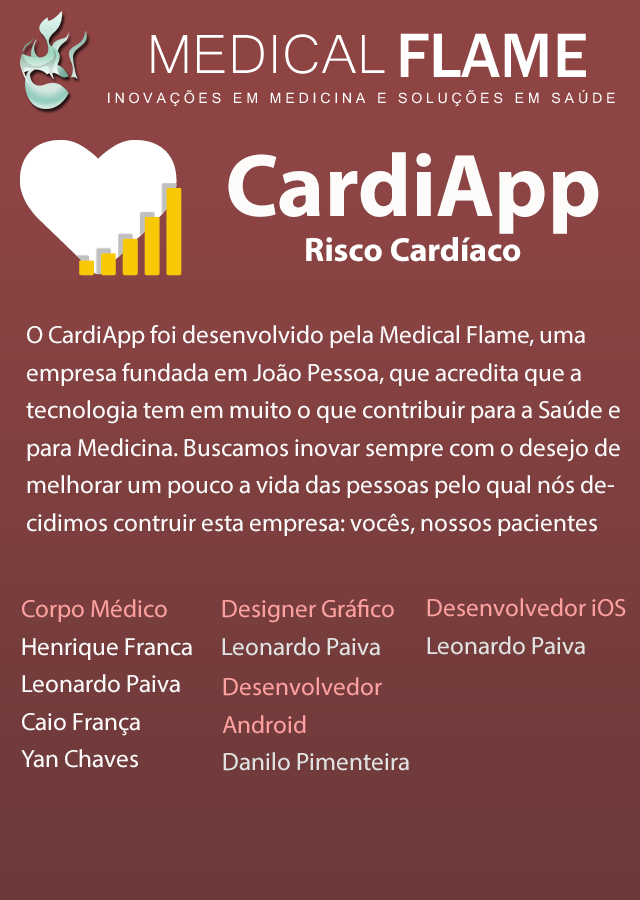 MEDICAL FLAME
INOVAÇÕES EM MEDICINA E SOLUÇÕES EM SAÚDE
CardiApp
Risco Cardíaco
O CardiApp foi desenvolvido pela Medical Flame, uma
empresa fundada em João Pessoa, que acredita que a
tecnologia tem em muito o que contribuir para a Saúde e
para Medicina. Buscamos inovar sempre com o desejo de
melhorar um pouco a vida das pessoas pelo qual nós de-
cidimos contruir esta empresa: vocês, nossos pacientes
Corpo Médico
Henrique Franca
Leonardo Paiva
Caio França
Yan Chaves
Designer Gráfico
Leonardo Paiva
Desenvolvedor
Android
Danilo Pimenteira
Desenvolvedor iOS
Leonardo Paiva